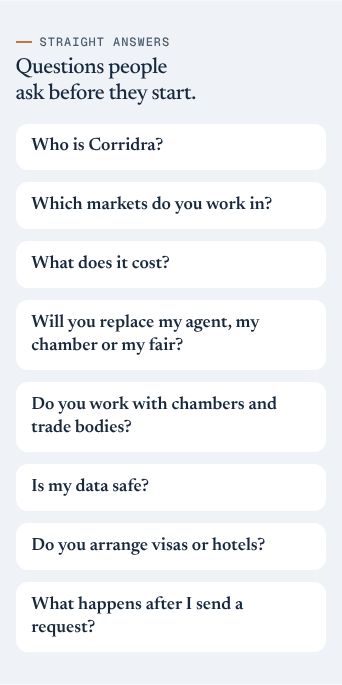 STRAIGHT ANSWERS
Questions people
ask before they start.
Who is Corridra?
Which markets do you work in?
What does it cost?
Will you replace my agent, my
chamber or my fair?
Do you work with chambers and
trade bodies?
Is my data safe?
Do you arrange visas or hotels?
What happens after I send a
request?